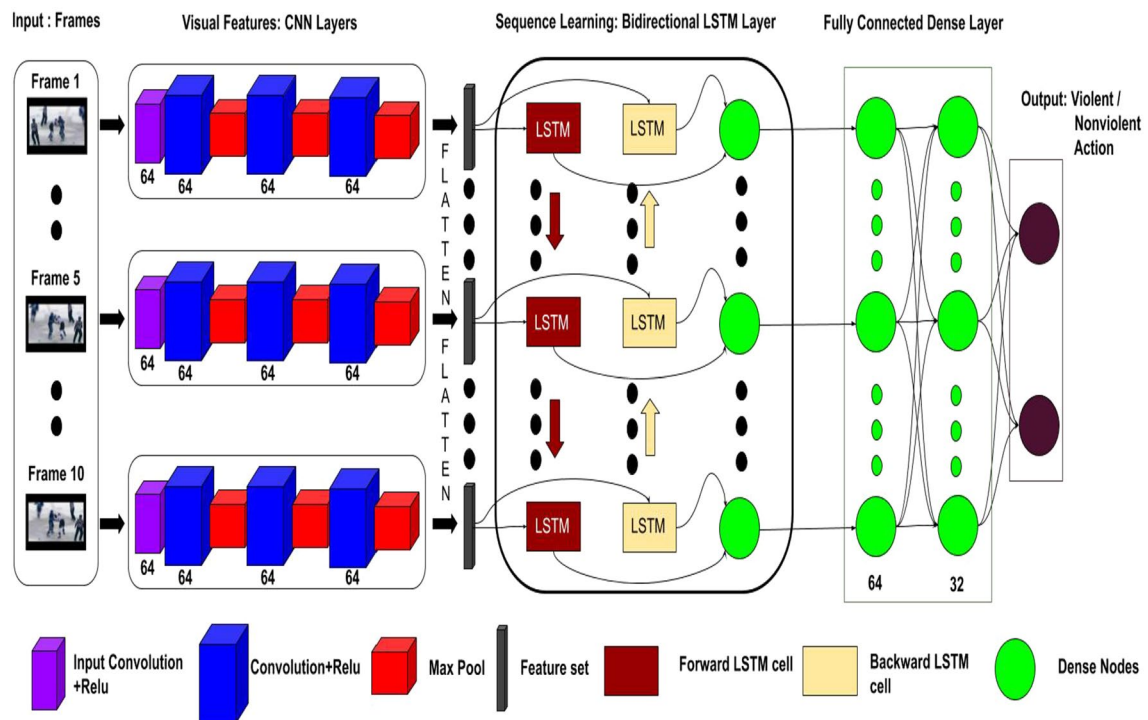 Input : Frames
Visual Features: CNN Layers
Sequence Learning: Bidirectional LSTM Layer
Fully Connected Dense Layer
Frame 1
64
64
64
64
FLATTEN FLATTEN
LSTM
LSTM
Output: Violent /
Nonviolent
Action
Frame 5
64
64
64
64
LSTM
LSTM
Frame 10
64
64
64
64
LSTM
LSTM
64
32
Input Convolution
+Relu
Convolution+Relu
Max Pool
Feature set
Forward LSTM cell
Backward LSTM
cell
Dense Nodes